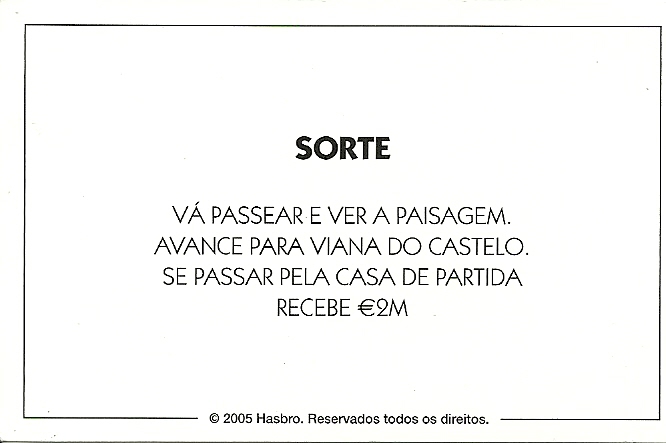 SORTE
VÁ PASSEAR E VER A PAISAGEM.
AVANCE PARA VIANA DO CASTELO.
SE PASSAR PELA CASA DE PARTIDA
RECEBE €2M
© 2005 Hasbro. Reservados todos os direitos.